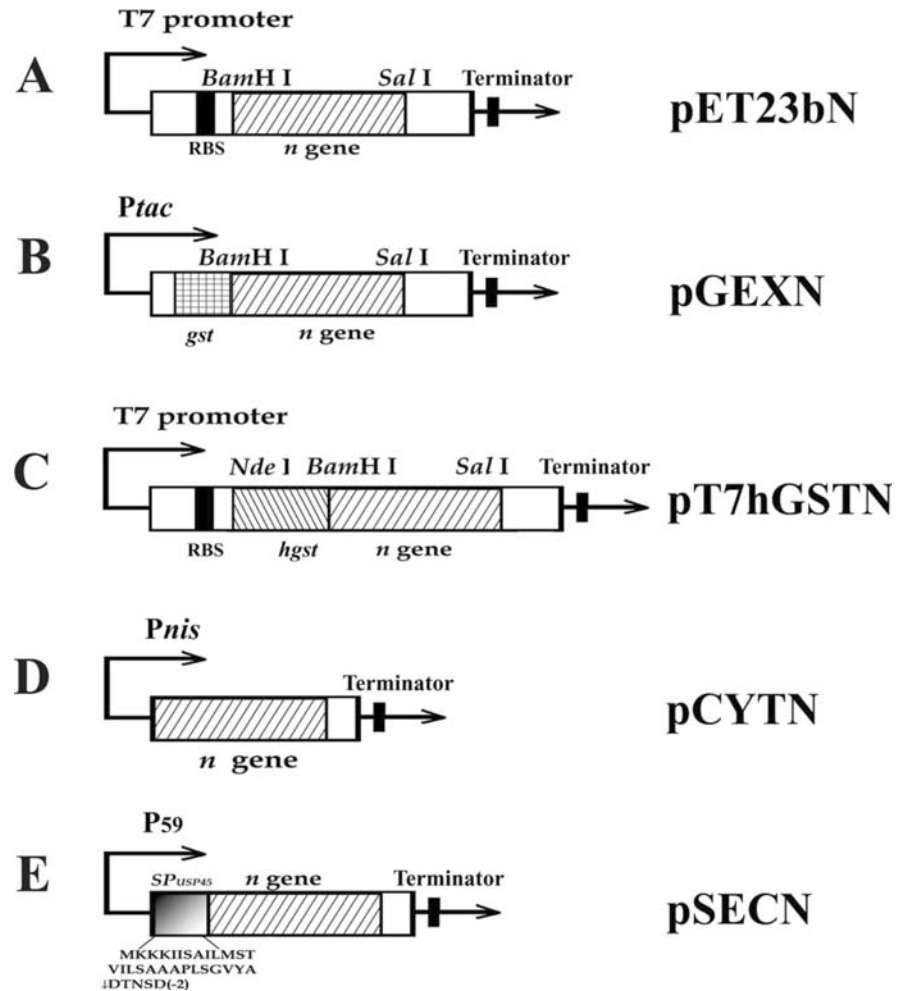 T7 promoter
A
BamH I
Sal I
Terminator
pET23bN
RBS
n gene
Ptac
B
BamH I
Sal I
Terminator
pGEXN
gst
n gene
T7 promoter
C
Nde I
BamH I
Sal I
Terminator
pT7hGSTN
RBS
hgst
n gene
Pnis
D
Terminator
pCYTN
n gene
P59
E
SPUSP45
n gene
Terminator
pSECN
MKKKIISAILMST
VILSAAAPLSGVYA
↓DTNSD(-2)